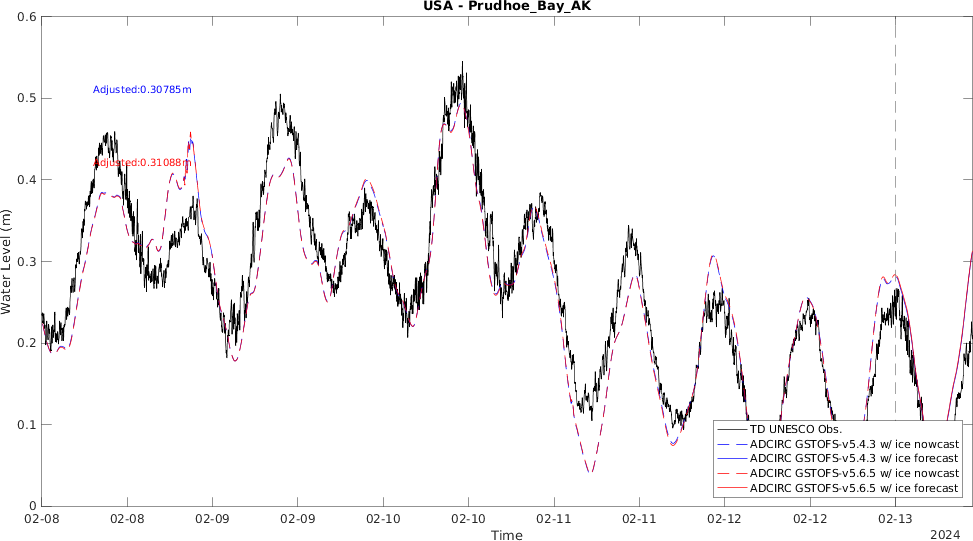 USA - Prudhoe_Bay_AK
0.6
0.5
0.4
0.3
0.2
0.1
0
Water Level (m)
Adjusted:0.30785m
Adjusted:0.31088m
TD UNESCO Obs.
ADCIRC GSTOFS-v5.4.3 w/ ice nowcast
ADCIRC GSTOFS-v5.4.3 w/ ice forecast
ADCIRC GSTOFS-v5.6.5 w/ ice nowcast
ADCIRC GSTOFS-v5.6.5 w/ ice forecast
02-08 02-08 02-09 02-09 02-10 02-10 02-11 02-11 02-12 02-12 02-13
Time
2024